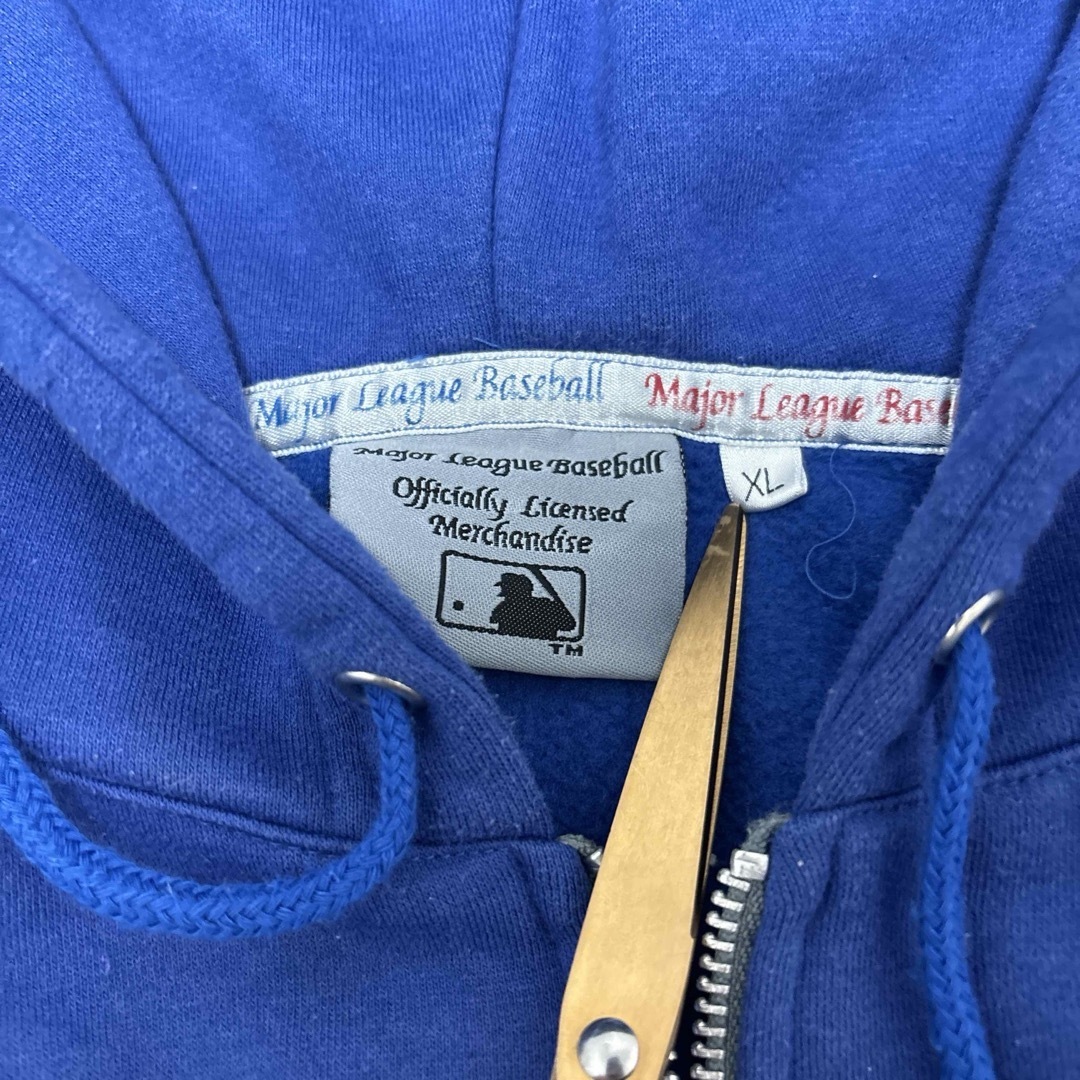 Major League Baseball Major League Base
Major League Baseball
Officially Licensed
Merchandise
TM
XL